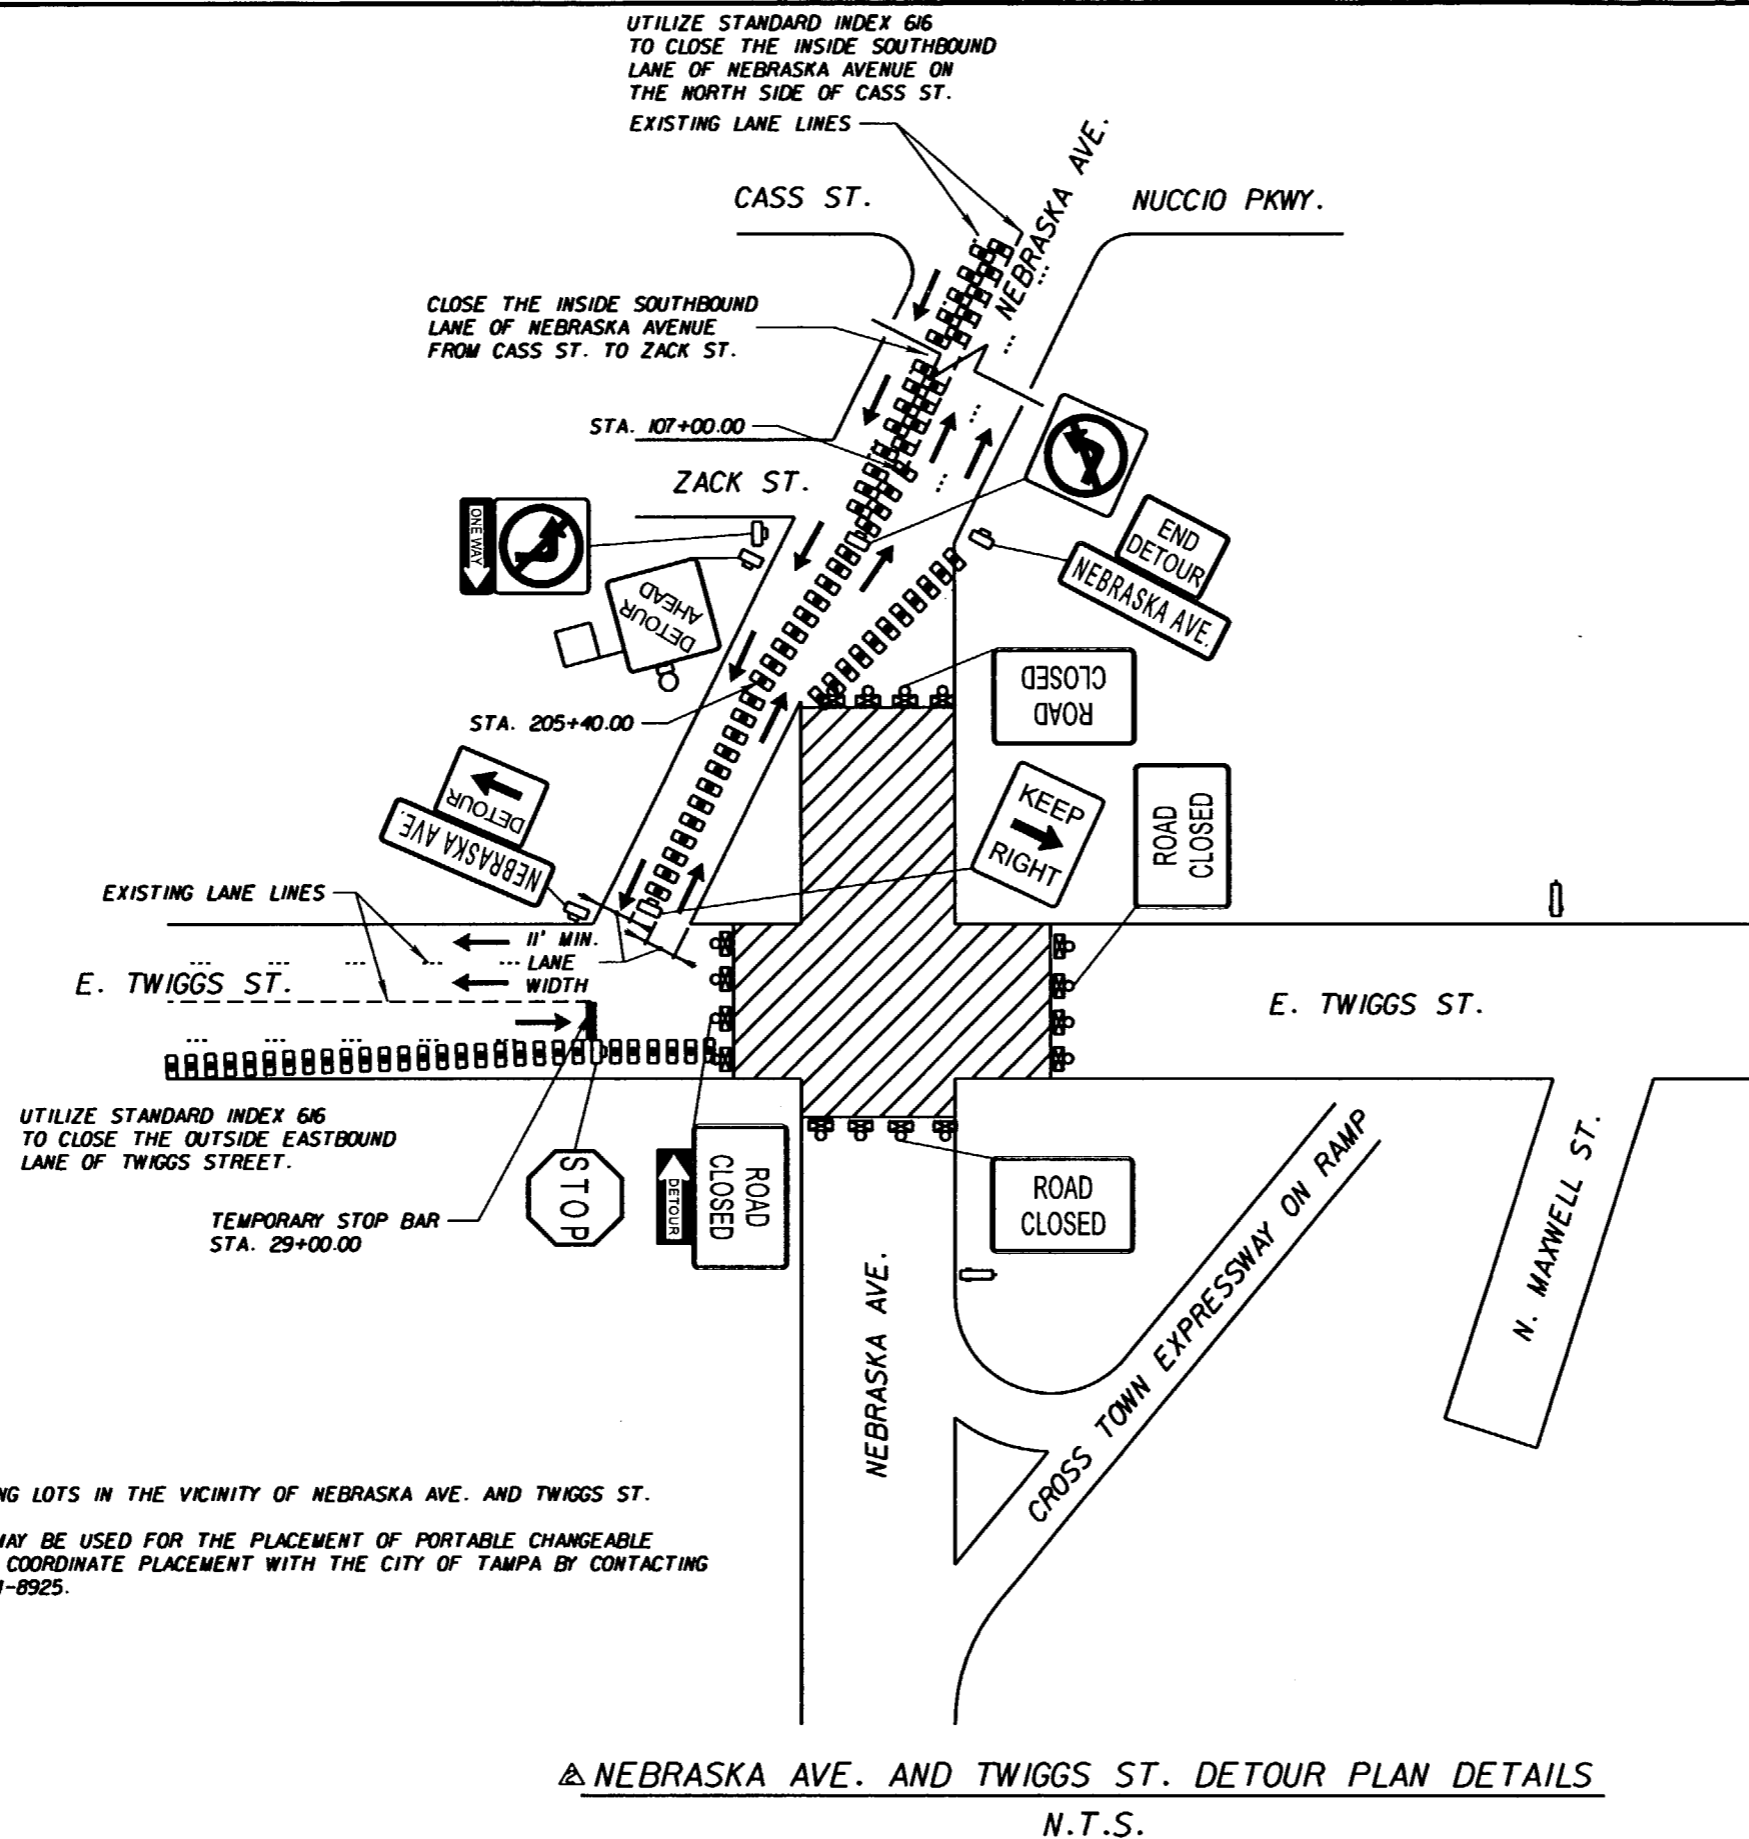 UTILIZE STANDARD INDEX 616
TO CLOSE THE INSIDE SOUTHBOUND
LANE OF NEBRASKA AVENUE ON
THE NORTH SIDE OF CASS ST.
EXISTING LANE LINES
NEBRASKA AVE.
CASS ST.
NUCCIO PKWY.
CLOSE THE INSIDE SOUTHBOUND
LANE OF NEBRASKA AVENUE
FROM CASS ST. TO ZACK ST.
STA. 107+00.00
ZACK ST.
ONE WAY
DETOUR
AHEAD
END
DETOUR
NEBRASKA AVE.
ROAD
CLOSED
STA. 205+40.00
DETOUR
NEBRASKA AVE.
KEEP
RIGHT
ROAD
CLOSED
EXISTING LANE LINES
11' MIN.
LANE
WIDTH
E. TWIGGS ST.
E. TWIGGS ST.
UTILIZE STANDARD INDEX 616
TO CLOSE THE OUTSIDE EASTBOUND
LANE OF TWIGGS STREET.
TEMPORARY STOP BAR
STA. 29+00.00
STOP
DETOUR
ROAD
CLOSED
ROAD
CLOSED
NEBRASKA AVE.
CROSS TOWN EXPRESSWAY ON RAMP
N. MAXWELL ST.
NG LOTS IN THE VICINITY OF NEBRASKA AVE. AND TWIGGS ST.
MAY BE USED FOR THE PLACEMENT OF PORTABLE CHANGEABLE
COORDINATE PLACEMENT WITH THE CITY OF TAMPA BY CONTACTING
-8925.
2 NEBRASKA AVE. AND TWIGGS ST. DETOUR PLAN DETAILS
N.T.S.